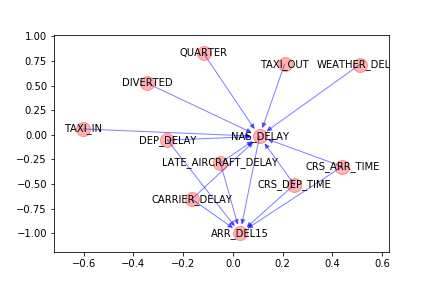 1.00
QUARTER
0.75
TAXI_OUT
WEATHER_DEL
DIVERTED
0.50
0.25
TAXI_IN
0.00
DEP_DELAY
NAS_DELAY
−0.25
LATE_AIRCRAFT_DELAY
CRS_ARR_TIME
−0.50
CRS_DEP_TIME
CARRIER_DELAY
−0.75
−1.00
ARR_DEL15
−0.6 −0.4 −0.2 0.0 0.2 0.4 0.6